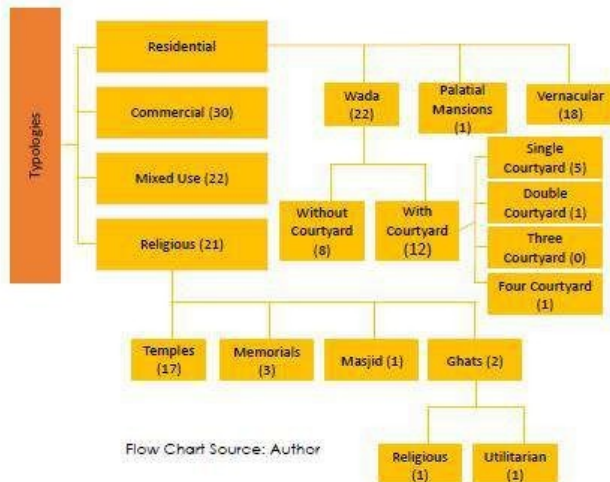 Typologies
Residential
Commercial (30)
Mixed Use (22)
Religious (21)
Wada
(22)
Palatial
Mansions
(1)
Vernacular
(18)
Without
Courtyard
(8)
With
Courtyard
(12)
Single
Courtyard (5)
Double
Courtyard (1)
Three
Courtyard (0)
Four Courtyard
(1)
Temples
(17)
Memorials
(3)
Masjid (1)
Ghats (2)
Religious
(1)
Utilitarian
(1)
Flow Chart Source: Author